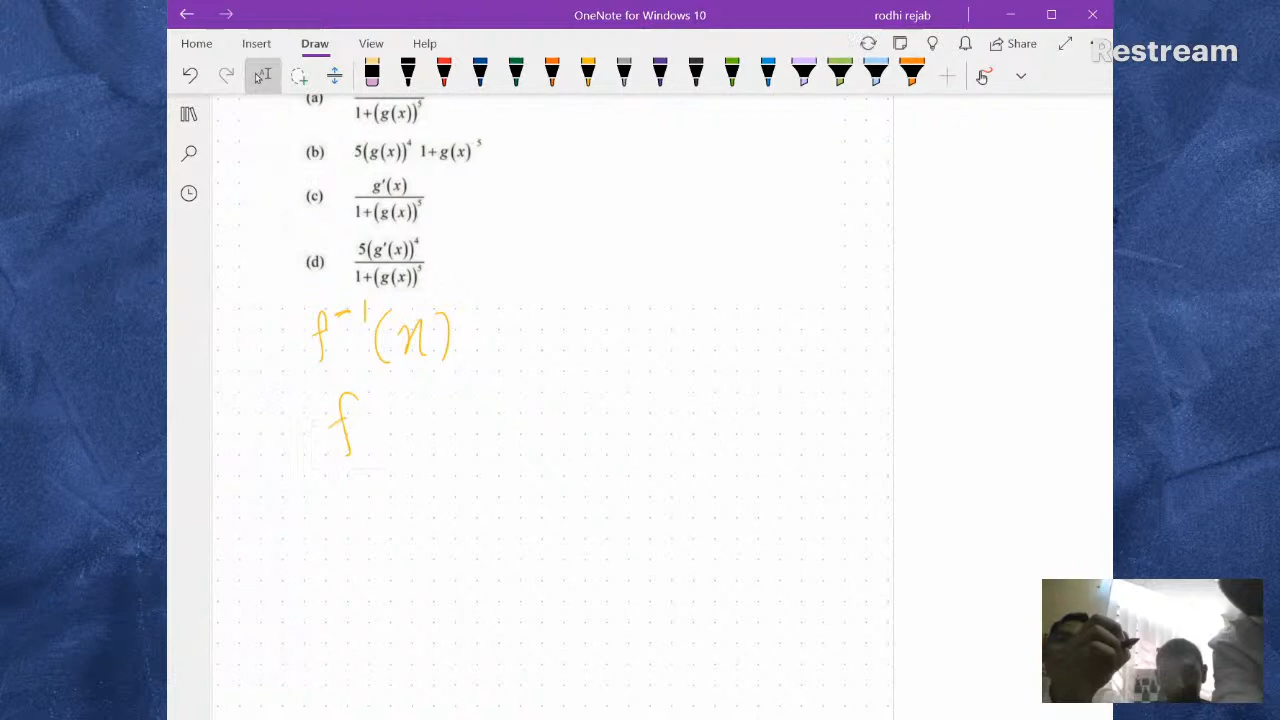 OneNote for Windows 10
rodhi rejab
Restream
Home Insert Draw View Help
Share
(a) 1+(g(x))⁵
(b) 5(g(x))⁴ 1+g(x) ⁵
(c) g'(x)
1+(g(x))⁵
(d) 5(g'(x))⁴
1+(g(x))⁵
f⁻¹(x)
f